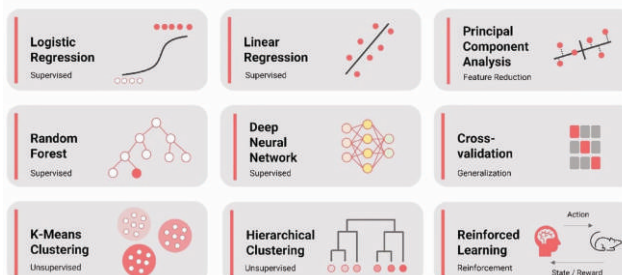 Logistic
Regression
Supervised
Linear
Regression
Supervised
Principal
Component
Analysis
Feature Reduction
Random
Forest
Supervised
Deep
Neural
Network
Supervised
Cross-
validation
Generalization
K-Means
Clustering
Unsupervised
Hierarchical
Clustering
Unsupervised
Reinforced
Learning
Reinforcement
Action
State / Reward